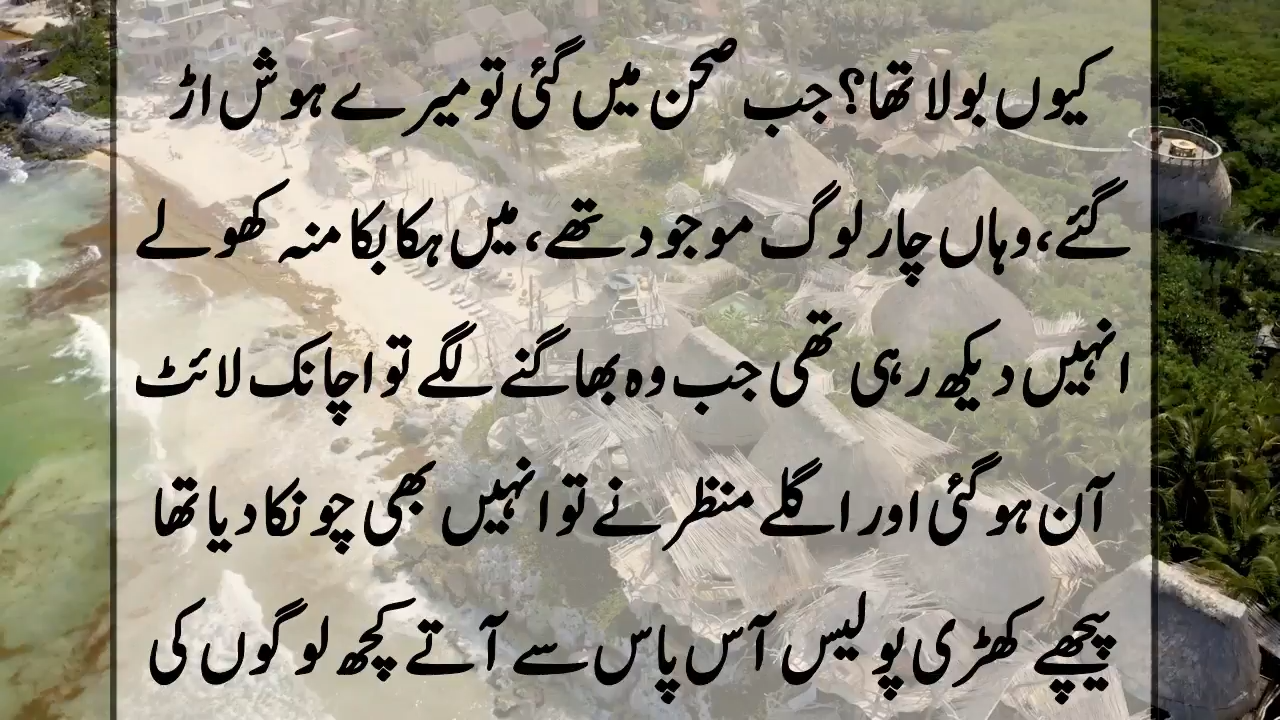 کیوں بولا تھا؟ جب صحن میں گئی تو میرے ہوش اڑ
گئے، وہاں چار لوگ موجود تھے، میں ہکا بکا منہ کھولے
انہیں دیکھ رہی تھی جب وہ بھاگنے لگے تو اچانک لائٹ
آن ہو گئی اور اگلے منظر نے تو انہیں بھی چونکا دیا تھا
پیچھے کھڑی پولیس آس پاس سے آتے کچھ لوگوں کی